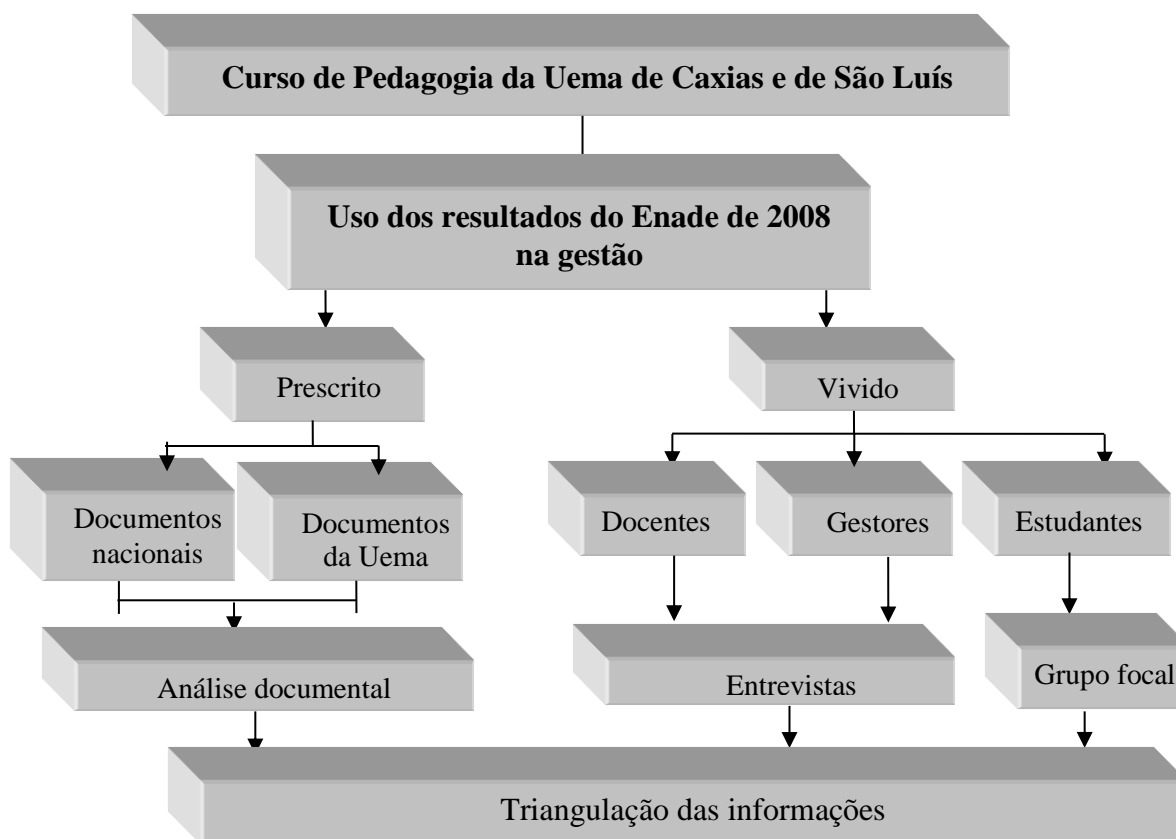 Curso de Pedagogia da Uema de Caxias e de São Luís
Uso dos resultados do Enade de 2008
na gestão
Prescrito
Vivido
Documentos
nacionais
Documentos
da Uema
Docentes
Gestores
Estudantes
Análise documental
Entrevistas
Grupo focal
Triangulação das informações